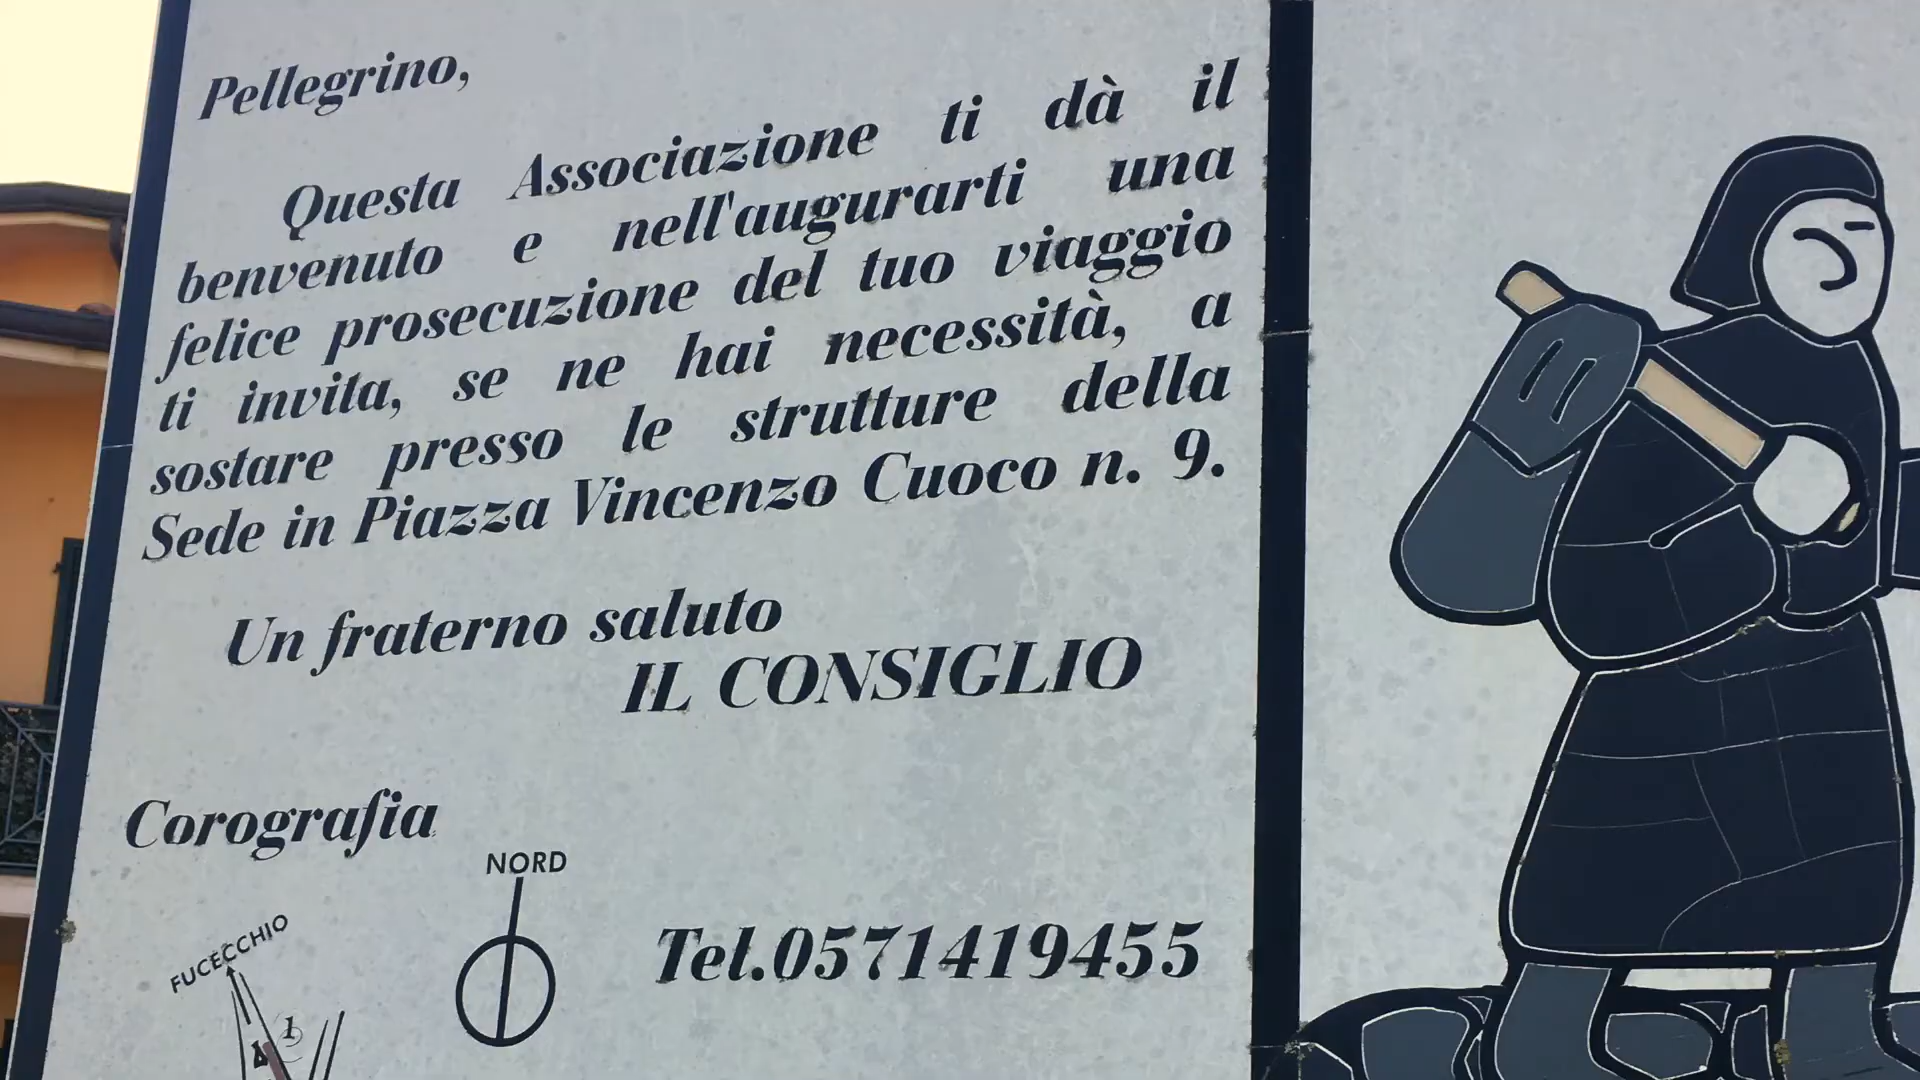 Pellegrino,
Questa Associazione ti dà il
benvenuto e nell'augurarti una
felice prosecuzione del tuo viaggio
ti invita, se ne hai necessità, a
sostare presso le strutture della
Sede in Piazza Vincenzo Cuoco n. 9.
Un fraterno saluto
IL CONSIGLIO
Corografia
NORD
FUCECCHIO
Tel.0571419455
1